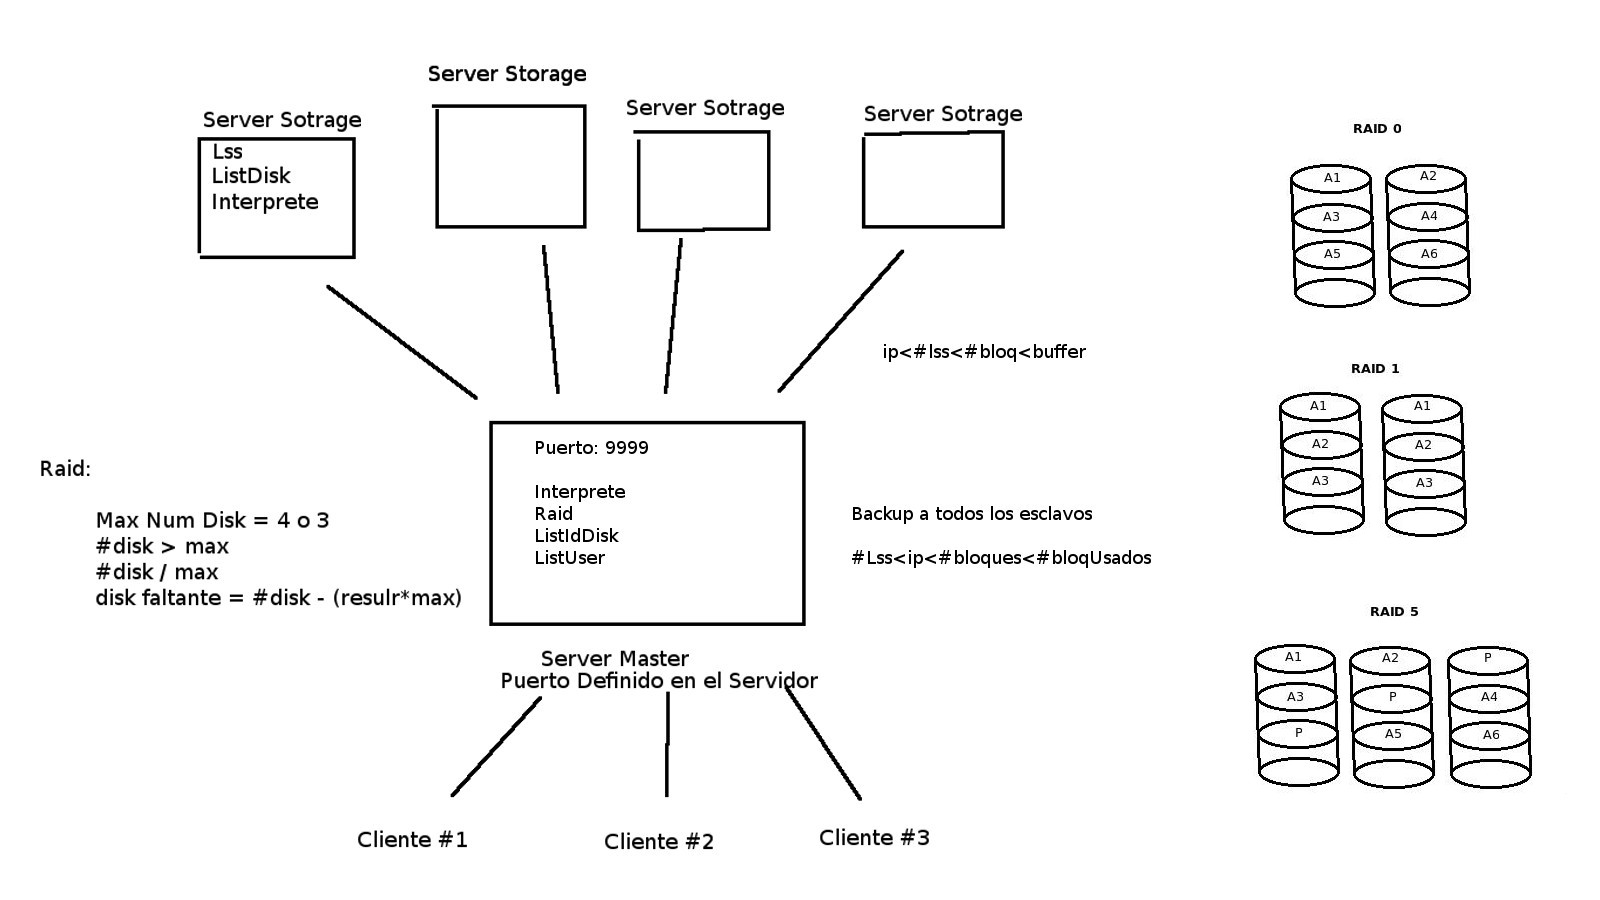 Server Sotrage
Lss
ListDisk
Interprete
Server Storage
Server Sotrage
Server Sotrage
ip<#lss<#bloq<buffer
Raid:
Max Num Disk = 4 o 3
#disk > max
#disk / max
disk faltante = #disk - (resulr*max)
Puerto: 9999
Interprete
Raid
ListIdDisk
ListUser
Backup a todos los esclavos
#Lss<ip<#bloques<#bloqUsados
Server Master
Puerto Definido en el Servidor
Cliente #1
Cliente #2
Cliente #3
RAID 0
A1 A2
A3 A4
A5 A6
RAID 1
A1 A1
A2 A2
A3 A3
RAID 5
A1 A2 P
A3 P A4
P A5 A6